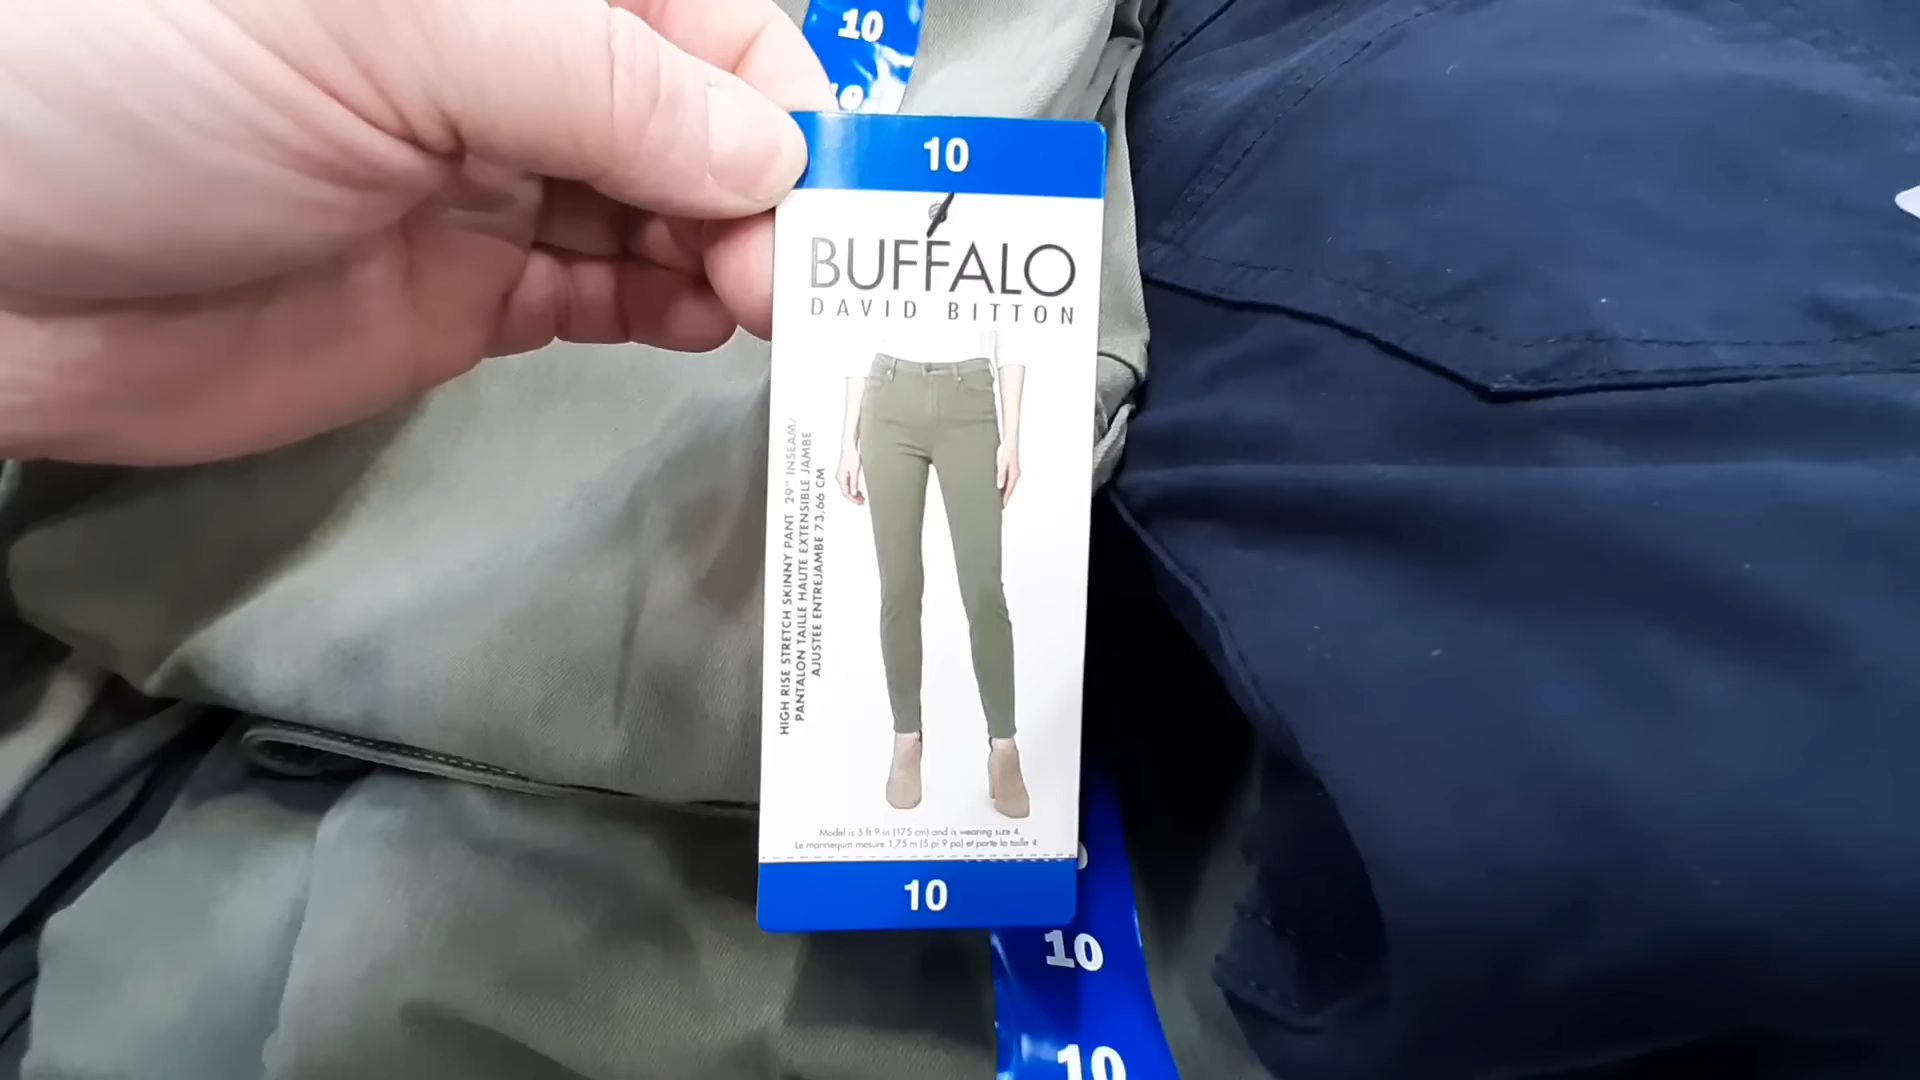 10
10
10
BUFFALO
DAVID BITTON
HIGH RISE STRETCH SKINNY PANT 29" INSEAM/
PANTALON TAILLE HAUTE EXTENSIBLE JAMBE
AJUSTÉE ENTREJAMBE 73,66 CM
Model is 5 ft 9 in (175 cm) and is wearing size 4.
Le mannequin mesure 1,75 m (5 pi 9 po) et porte la taille 4
10
10
10